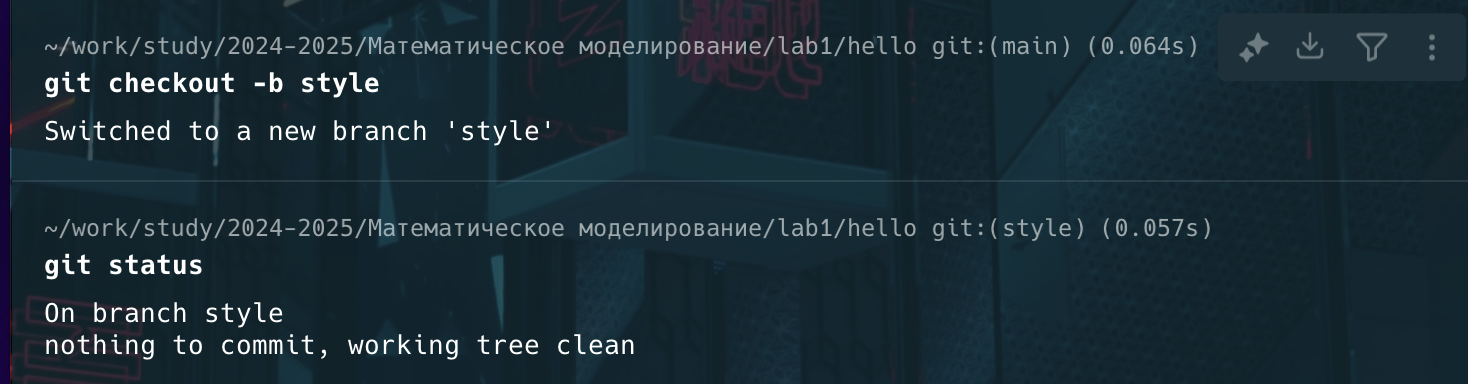 ~/work/study/2024-2025/Математическое моделирование/lab1/hello git:(main) (0.064s)
git checkout -b style
Switched to a new branch 'style'
~/work/study/2024-2025/Математическое моделирование/lab1/hello git:(style) (0.057s)
git status
On branch style
nothing to commit, working tree clean